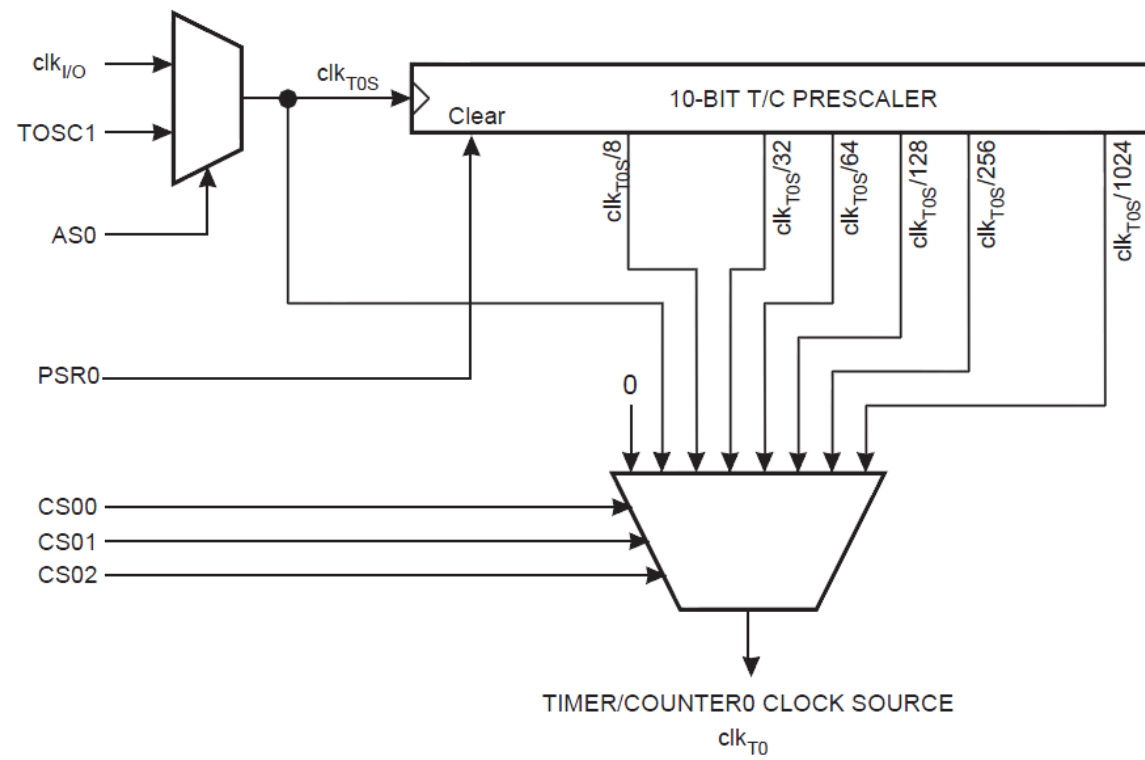 clkI/O
TOSC1
AS0
PSR0
CS00
CS01
CS02
clkT0S
Clear
10-BIT T/C PRESCALER
clkT0S/8
clkT0S/32
clkT0S/64
clkT0S/128
clkT0S/256
clkT0S/1024
0
TIMER/COUNTER0 CLOCK SOURCE
clkT0